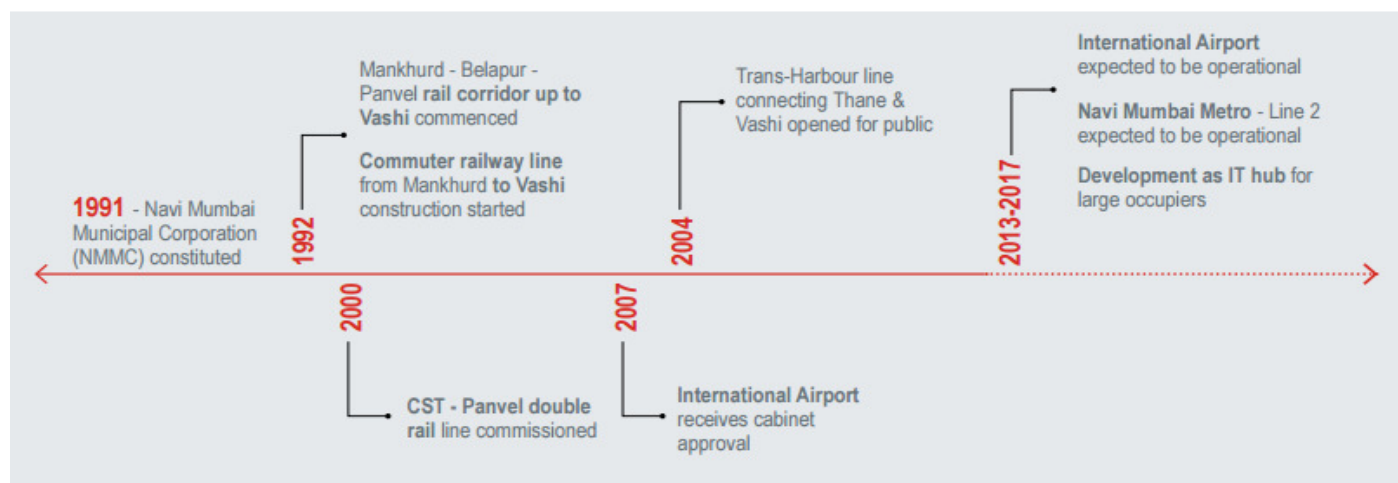 1991 - Navi Mumbai
Municipal Corporation
(NMMC) constituted
1992
Mankhurd - Belapur -
Panvel rail corridor up to
Vashi commenced
Commuter railway line
from Mankhurd to Vashi
construction started
2000
CST - Panvel double
rail line commissioned
2004
Trans-Harbour line
connecting Thane &
Vashi opened for public
2007
International Airport
receives cabinet
approval
2013-2017
International Airport
expected to be operational
Navi Mumbai Metro - Line 2
expected to be operational
Development as IT hub for
large occupiers